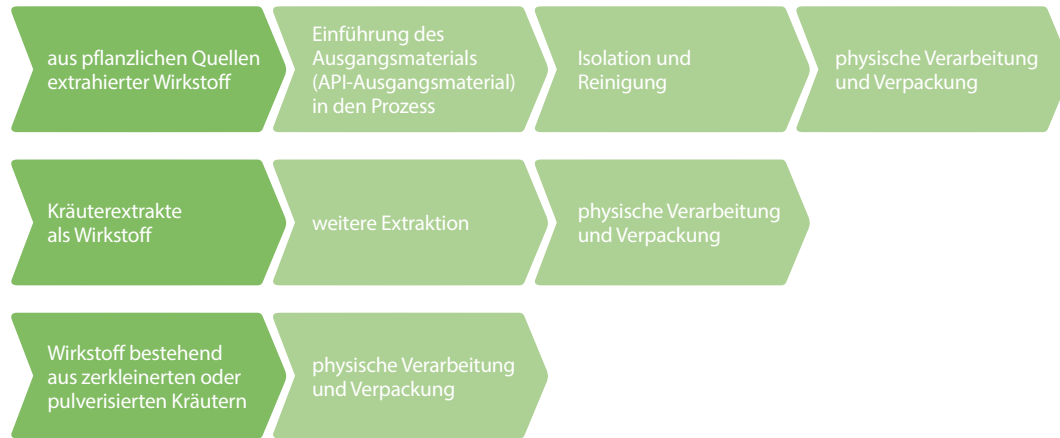 aus pflanzlichen Quellen
extrahierter Wirkstoff
Einführung des
Ausgangsmaterials
(API-Ausgangsmaterial)
in den Prozess
Isolation und
Reinigung
physische Verarbeitung
und Verpackung
Kräuterextrakte
als Wirkstoff
weitere Extraktion
physische Verarbeitung
und Verpackung
Wirkstoff bestehend
aus zerkleinerten oder
pulverisierten Kräutern
physische Verarbeitung
und Verpackung